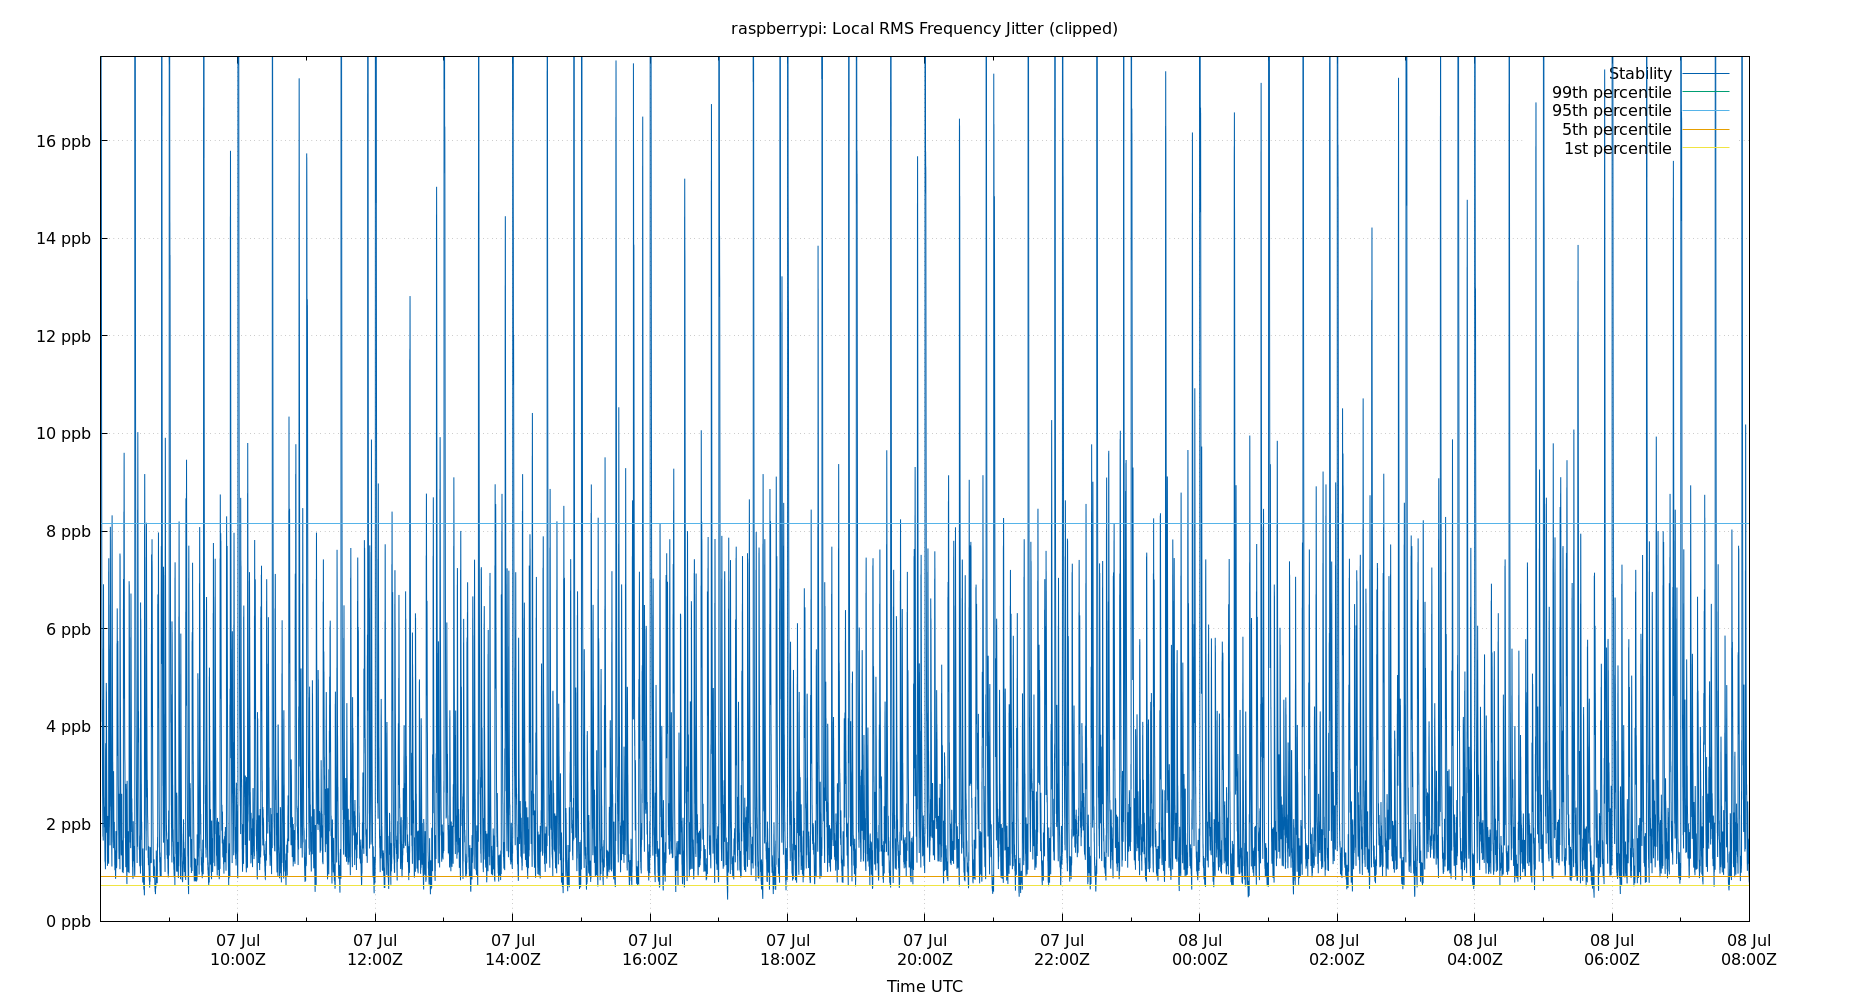 raspberrypi: Local RMS Frequency Jitter (clipped)
Stability
99th percentile
95th percentile
5th percentile
1st percentile
16 ppb
14 ppb
12 ppb
10 ppb
8 ppb
6 ppb
4 ppb
2 ppb
0 ppb
07 Jul 07 Jul 07 Jul 07 Jul 07 Jul 07 Jul 07 Jul 08 Jul 08 Jul 08 Jul 08 Jul 08 Jul
10:00Z 12:00Z 14:00Z 16:00Z 18:00Z 20:00Z 22:00Z 00:00Z 02:00Z 04:00Z 06:00Z 08:00Z
Time UTC